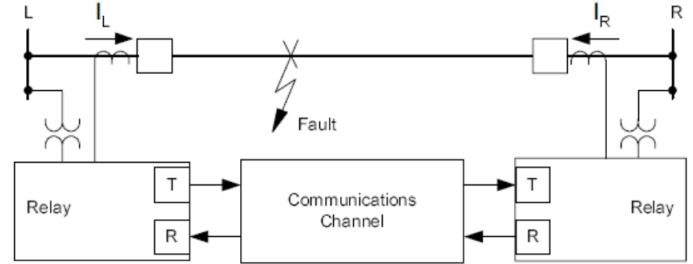 L
I_L
I_R
R
Fault
T
Communications
Channel
T
Relay
Relay
R
R